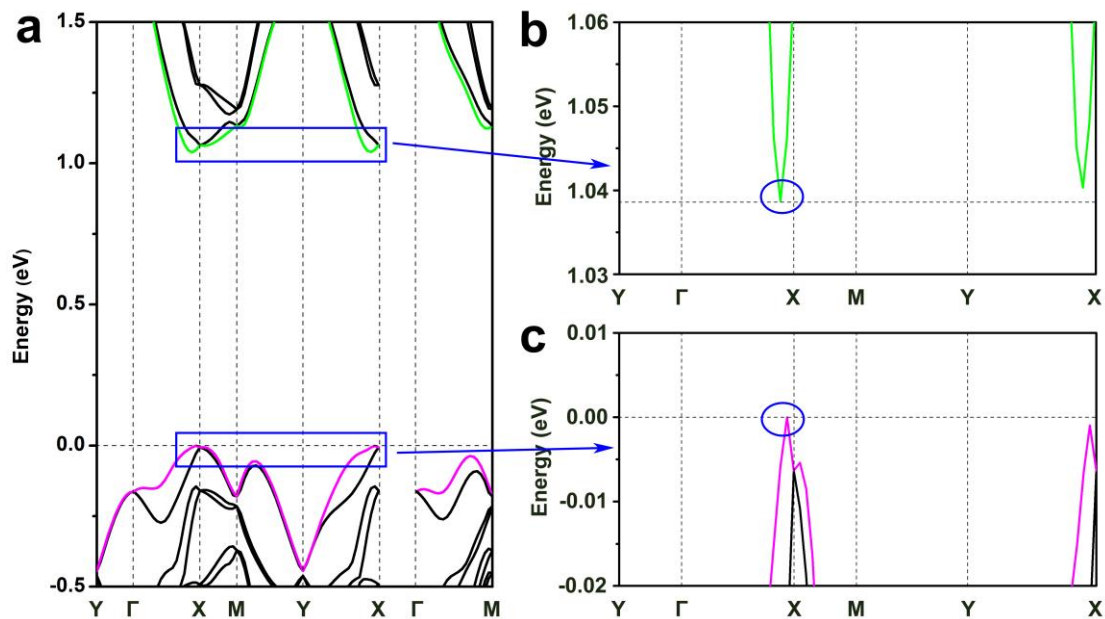 a
1.5
1.0
0.5
0.0
-0.5
Energy (eV)
Y Γ X M Y X Γ M
b
1.06
1.05
1.04
1.03
Energy (eV)
Y Γ X M Y X
c
0.01
0.00
-0.01
-0.02
Energy (eV)
Y Γ X M Y X